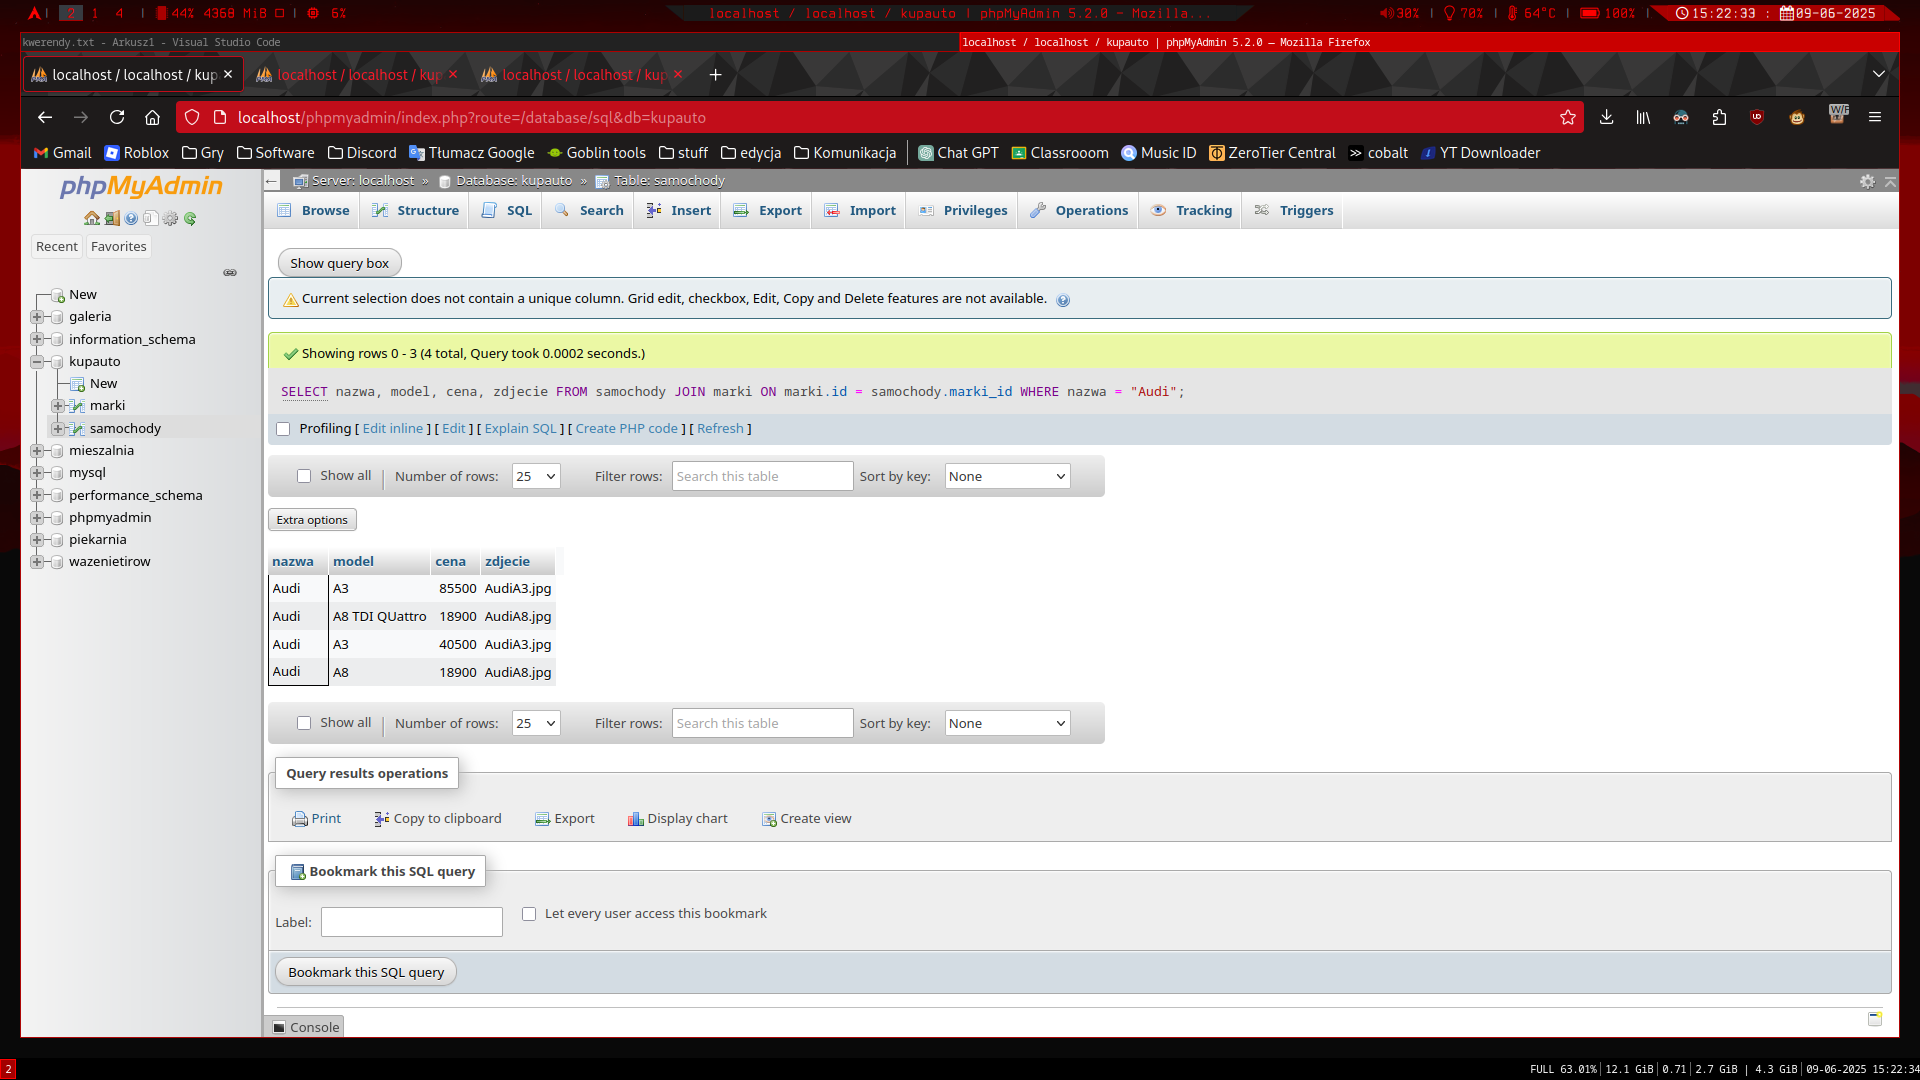 2 1 4 44% 4368 MiB 6%
localhost / localhost / kupauto | phpMyAdmin 5.2.0 - Mozilla...
30% | 70% | 64°C | 100% | 15:22:33 : 09-06-2025
kwerendy.txt - Arkusz1 - Visual Studio Code
localhost / localhost / kupauto | phpMyAdmin 5.2.0 — Mozilla Firefox
localhost / localhost / kup
localhost / localhost / kup
localhost / localhost / kup
localhost/phpmyadmin/index.php?route=/database/sql&db=kupauto
Gmail Roblox Gry Software Discord Tłumacz Google Goblin tools stuff edycja Komunikacja Chat GPT Classrooom Music ID ZeroTier Central cobalt YT Downloader
phpMyAdmin
Recent Favorites
New
galeria
information_schema
kupauto
New
marki
samochody
mieszalnia
mysql
performance_schema
phpmyadmin
piekarnia
wazenietirow
Server: localhost » Database: kupauto » Table: samochody
Browse Structure SQL Search Insert Export Import Privileges Operations Tracking Triggers
Show query box
Current selection does not contain a unique column. Grid edit, checkbox, Edit, Copy and Delete features are not available.
Showing rows 0 - 3 (4 total, Query took 0.0002 seconds.)
SELECT nazwa, model, cena, zdjecie FROM samochody JOIN marki ON marki.id = samochody.marki_id WHERE nazwa = "Audi";
Profiling [ Edit inline ] [ Edit ] [ Explain SQL ] [ Create PHP code ] [ Refresh ]
Show all Number of rows: 25 Filter rows: Search this table Sort by key: None
Extra options
nazwa model cena zdjecie
Audi A3 85500 AudiA3.jpg
Audi A8 TDI QUattro 18900 AudiA8.jpg
Audi A3 40500 AudiA3.jpg
Audi A8 18900 AudiA8.jpg
Show all Number of rows: 25 Filter rows: Search this table Sort by key: None
Query results operations
Print Copy to clipboard Export Display chart Create view
Bookmark this SQL query
Label: Let every user access this bookmark
Bookmark this SQL query
Console
2
FULL 63.01% | 12.1 GiB | 0.71 | 2.7 GiB | 4.3 GiB | 09-06-2025 15:22:34